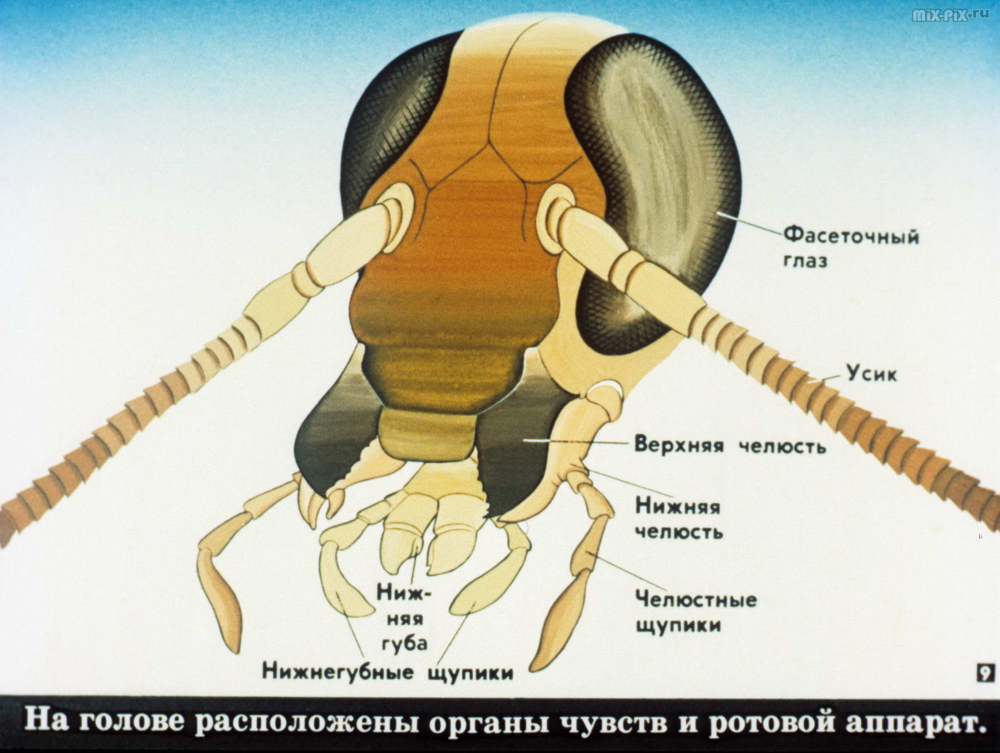 mix-pix.ru
Фасеточный
глаз
Усик
Верхняя челюсть
Нижняя
челюсть
Ниж-
няя
губа
Челюстные
щупики
Нижнегубные щупики
9
На голове расположены органы чувств и ротовой аппарат.